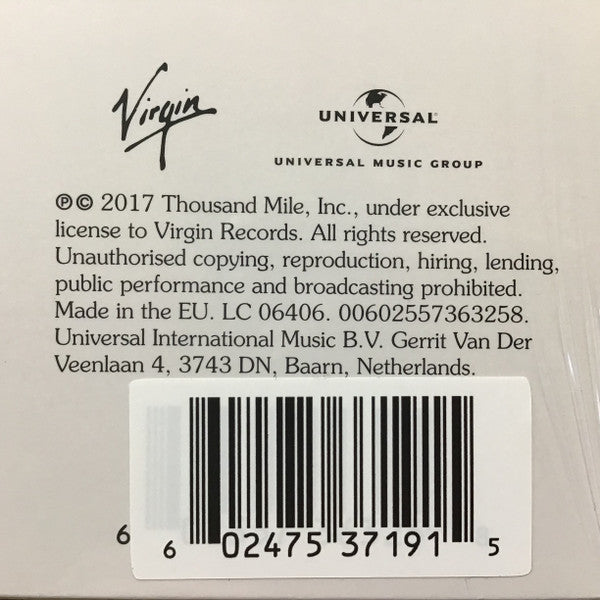 Virgin
UNIVERSAL
UNIVERSAL MUSIC GROUP
℗© 2017 Thousand Mile, Inc., under exclusive
license to Virgin Records. All rights reserved.
Unauthorised copying, reproduction, hiring, lending,
public performance and broadcasting prohibited.
Made in the EU. LC 06406. 00602557363258.
Universal International Music B.V. Gerrit Van Der
Veenlaan 4, 3743 DN, Baarn, Netherlands.
6
6 02475 37191 5